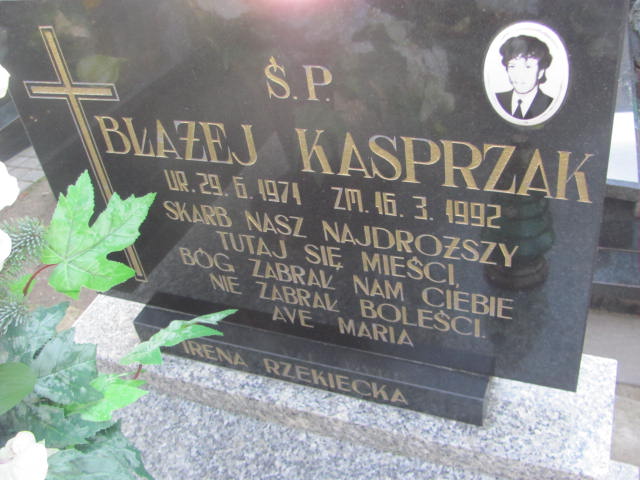 Ś.P.
BŁAŻEJ KASPRZAK
UR. 29. 6. 1971 ZM. 16. 3. 1992
SKARB NASZ NAJDROŻSZY
TUTAJ SIĘ MIEŚCI,
BÓG ZABRAŁ NAM CIEBIE
NIE ZABRAŁ BOLEŚCI.
AVE MARIA
IRENA RZEKIECKA